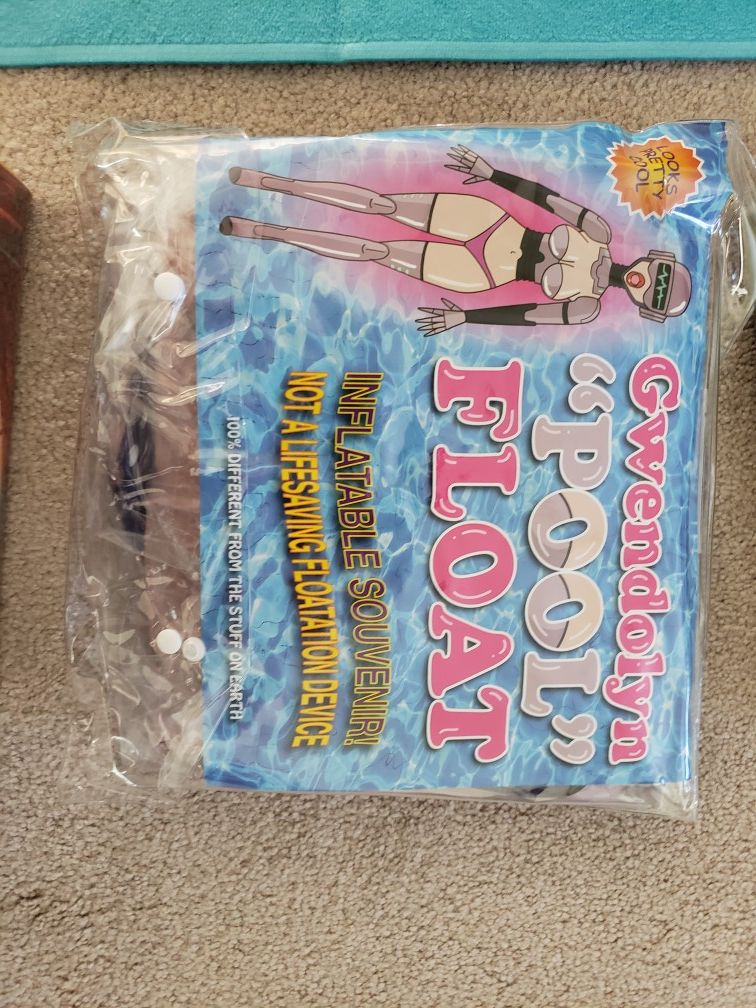 LOOKS
PRETTY
COOL
Gwendolyn
"POOL"
FLOAT
INFLATABLE SOUVENIR!
NOT A LIFESAVING FLOATATION DEVICE
100% DIFFERENT FROM THE STUFF ON EARTH